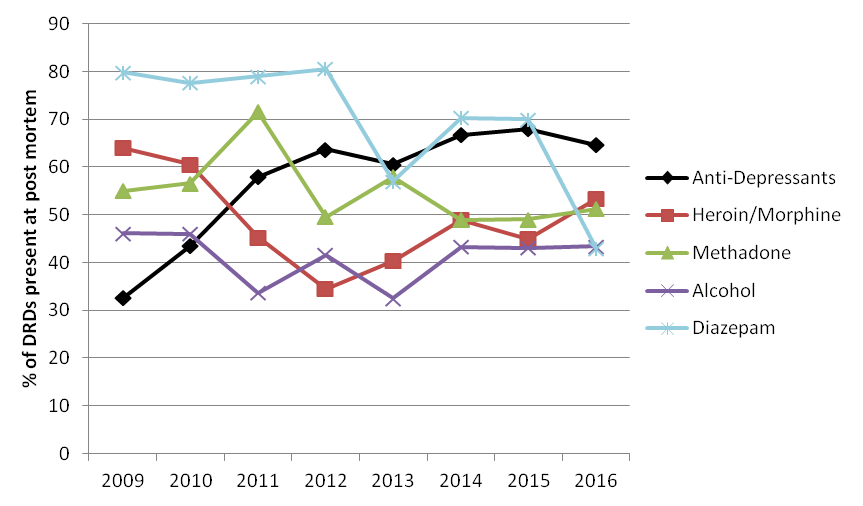 % of DRDs present at post mortem
90
80
70
60
50
40
30
20
10
0
2009 2010 2011 2012 2013 2014 2015 2016
Anti-Depressants
Heroin/Morphine
Methadone
Alcohol
Diazepam